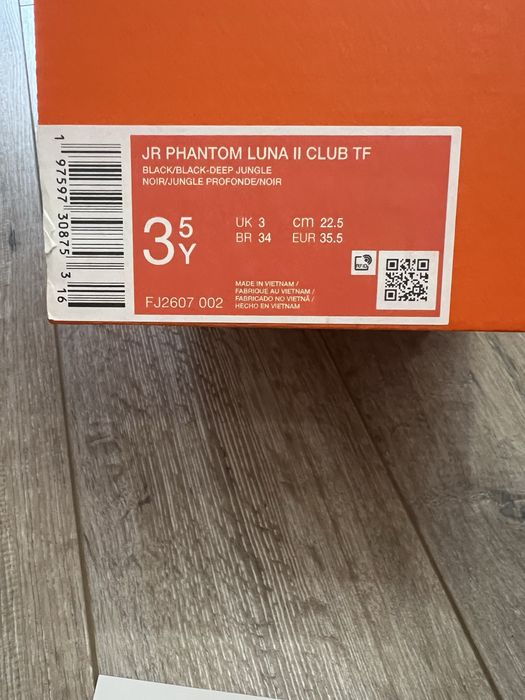 JR PHANTOM LUNA II CLUB TF
BLACK/BLACK-DEEP JUNGLE
NOIR/JUNGLE PROFONDE/NOIR
3 5 Y
UK 3 cm 22.5
BR 34 EUR 35.5
FJ2607 002
MADE IN VIETNAM /
FABRIQUE AU VIETNAM /
FABRICADO NO VIETNÃ /
HECHO EN VIETNAM
1 97597 30875 3 16